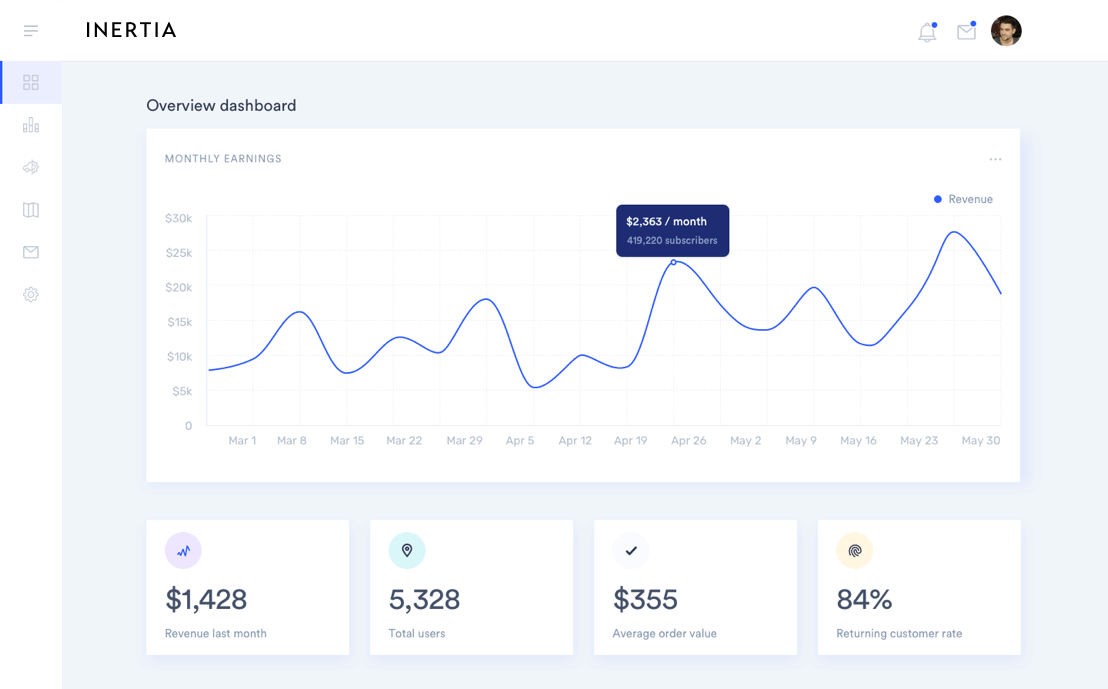 INERTIA
Overview dashboard
MONTHLY EARNINGS
Revenue
$30k
$25k
$20k
$15k
$10k
$5k
0
$2,363 / month
419,220 subscribers
Mar 1 Mar 8 Mar 15 Mar 22 Mar 29 Apr 5 Apr 12 Apr 19 Apr 26 May 2 May 9 May 16 May 23 May 30
$1,428
Revenue last month
5,328
Total users
$355
Average order value
84%
Returning customer rate